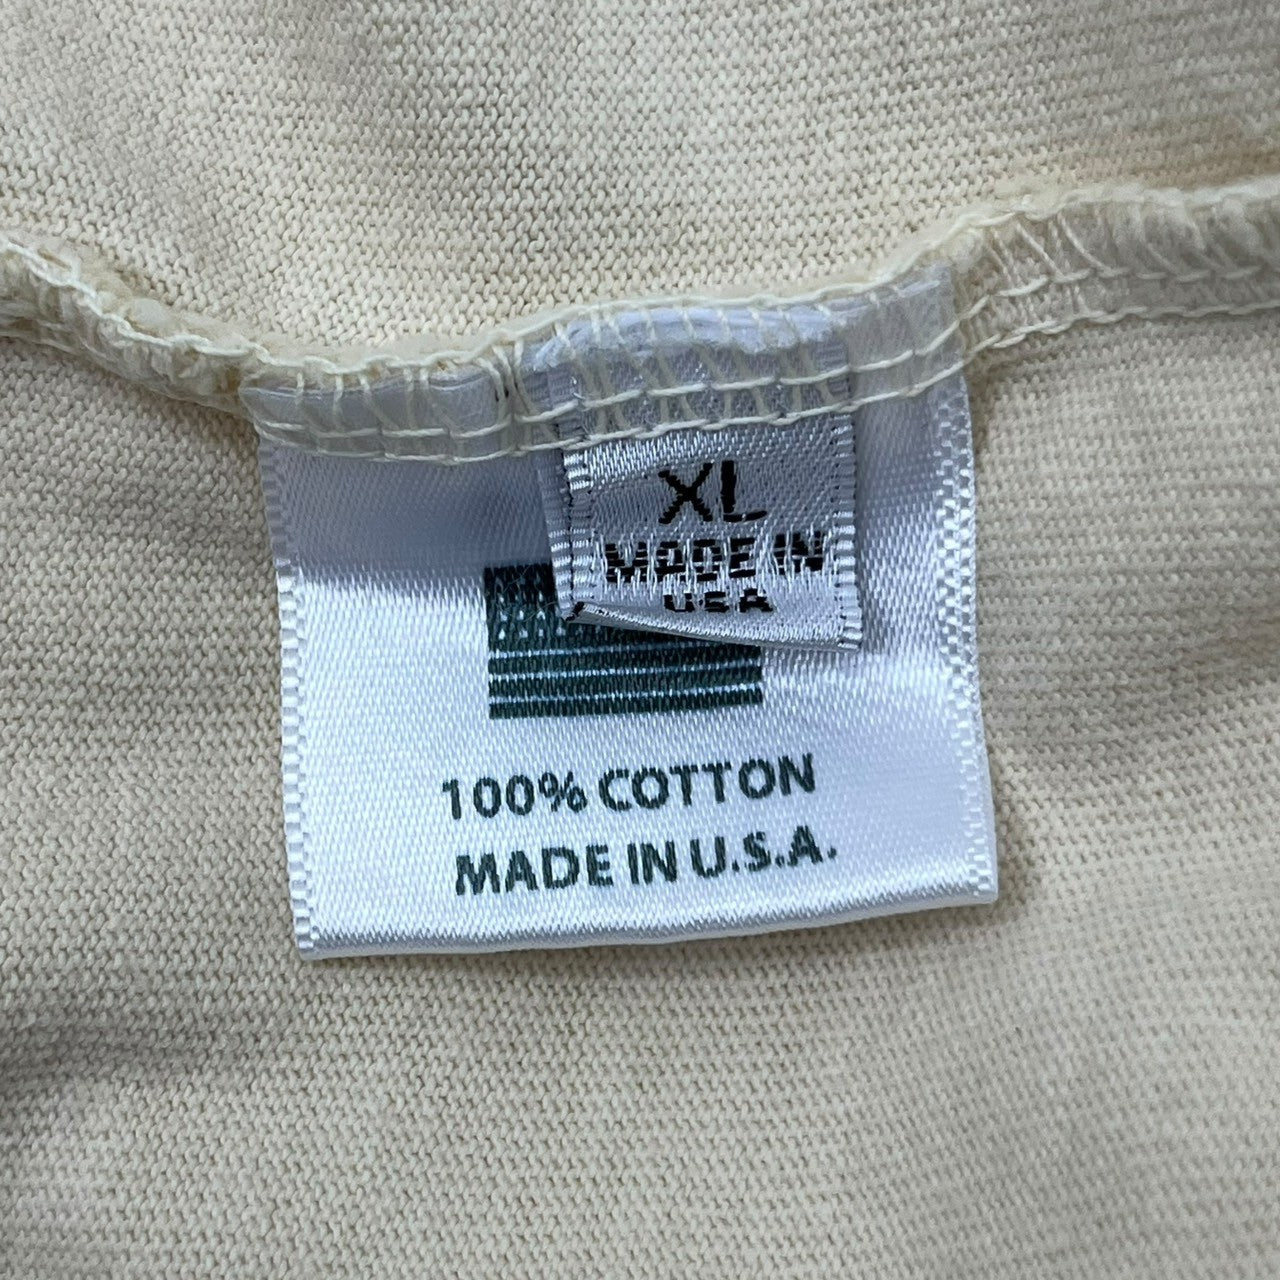 XL
MADE IN
USA
100% COTTON
MADE IN U.S.A.